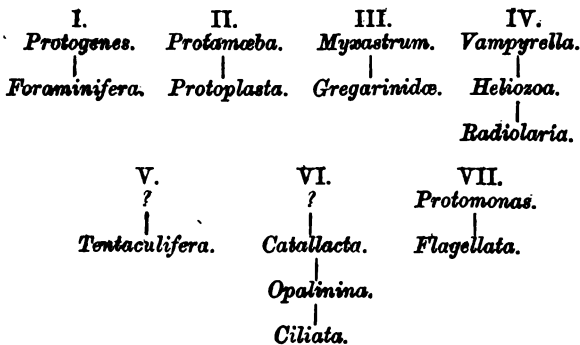 I. II. III. IV.
Protogenes. Protamœba. Myxastrum. Vampyrella.
Foraminifera. Protoplasta. Gregarinidæ. Heliozoa.
Radiolaria.
V. VI. VII.
? ? Protomonas.
Tentaculifera. Catallacta. Flagellata.
Opalinina.
Ciliata.